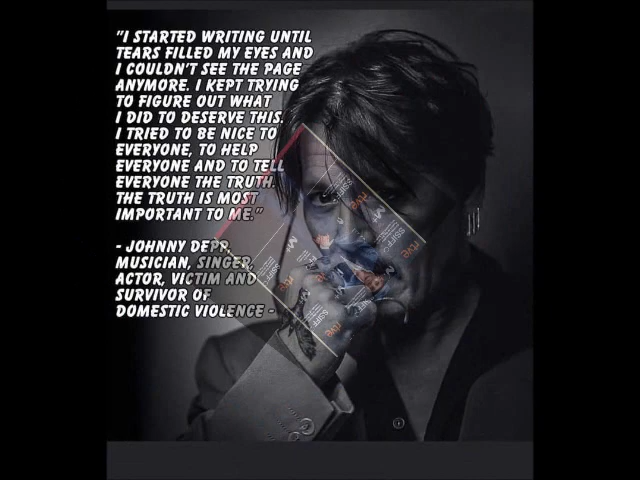 "I STARTED WRITING UNTIL
TEARS FILLED MY EYES AND
I COULDN'T SEE THE PAGE
ANYMORE. I KEPT TRYING
TO FIGURE OUT WHAT
I DID TO DESERVE THIS.
I TRIED TO BE NICE TO
EVERYONE, TO HELP
EVERYONE AND TO TELL
EVERYONE THE TRUTH.
THE TRUTH IS MOST
IMPORTANT TO ME."
- JOHNNY DEPP,
MUSICIAN, SINGER,
ACTOR, VICTIM AND
SURVIVOR OF
DOMESTIC VIOLENCE -